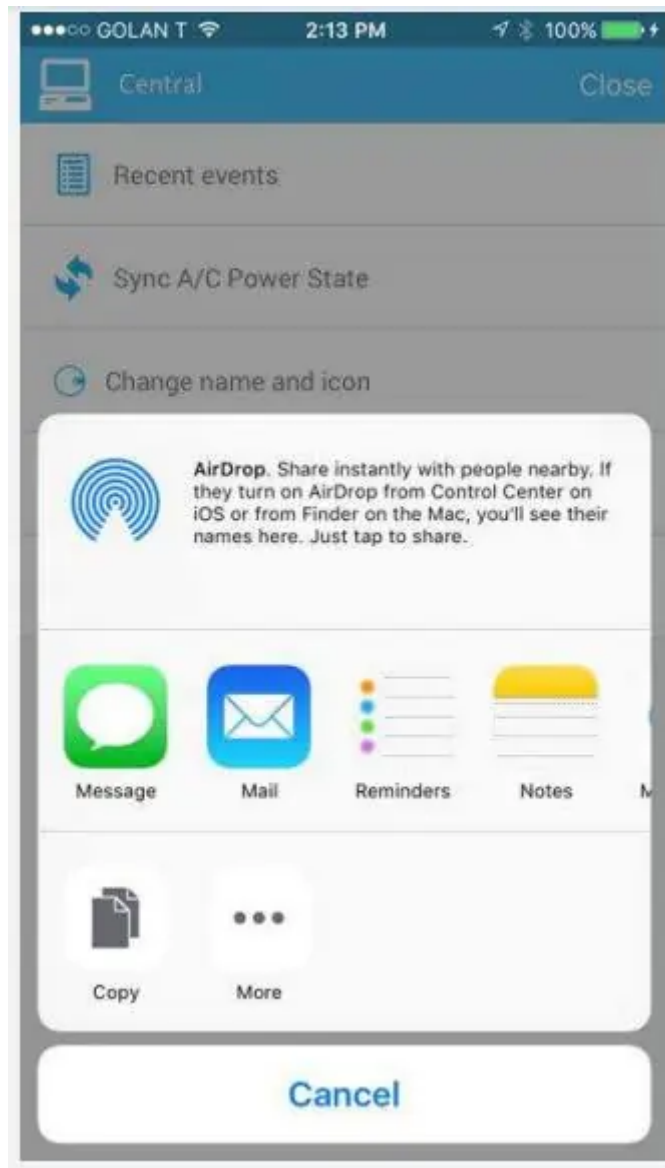 GOLAN T 2:13 PM 100%
Central Close
Recent events
Sync A/C Power State
Change name and icon
AirDrop. Share instantly with people nearby. If
they turn on AirDrop from Control Center on
iOS or from Finder on the Mac, you'll see their
names here. Just tap to share.
Message Mail Reminders Notes
Copy More
Cancel